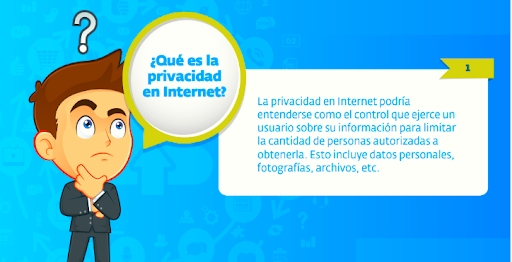 ?
¿Qué es la
privacidad
en Internet?
1
La privacidad en Internet podría
entenderse como el control que ejerce un
usuario sobre su información para limitar
la cantidad de personas autorizadas a
obtenerla. Esto incluye datos personales,
fotografías, archivos, etc.